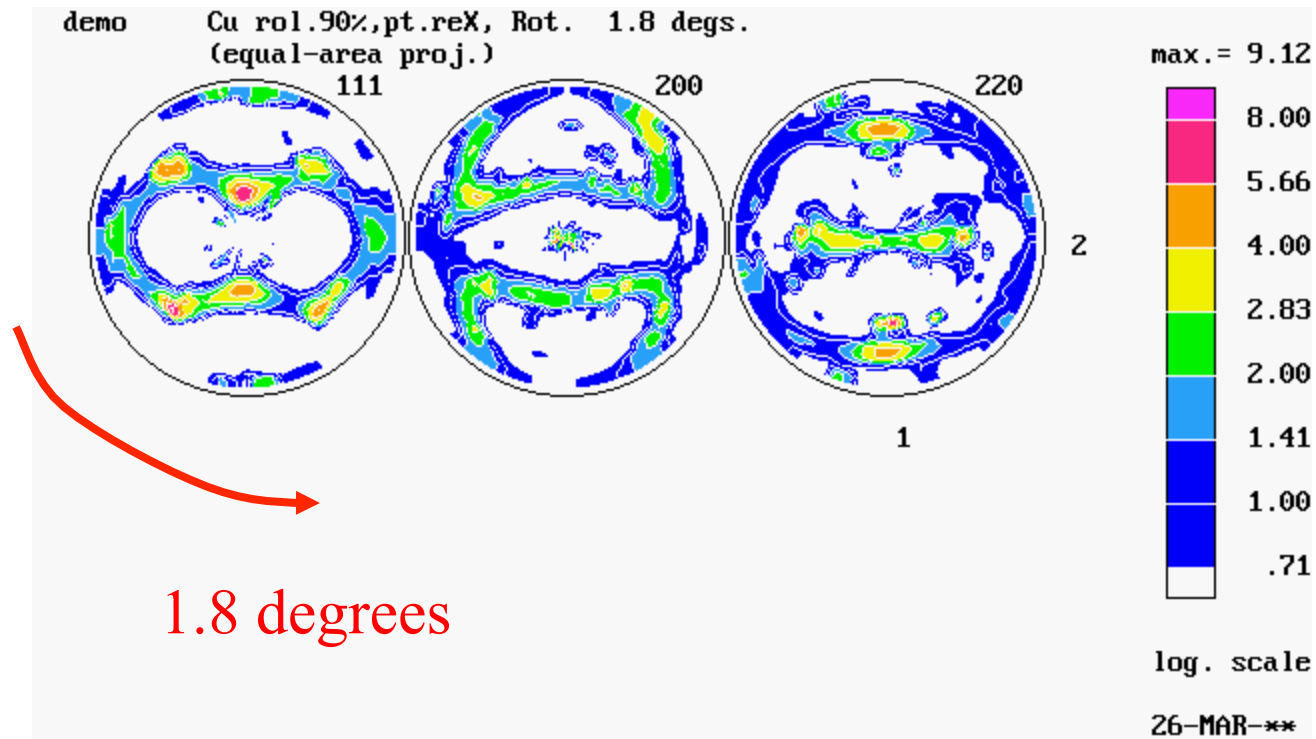 demo Cu rol.90%,pt.reX, Rot. 1.8 degs.
(equal-area proj.)
111
200
220
2
1
max.= 9.12
8.00
5.66
4.00
2.83
2.00
1.41
1.00
.71
log. scale
26-MAR-**
1.8 degrees